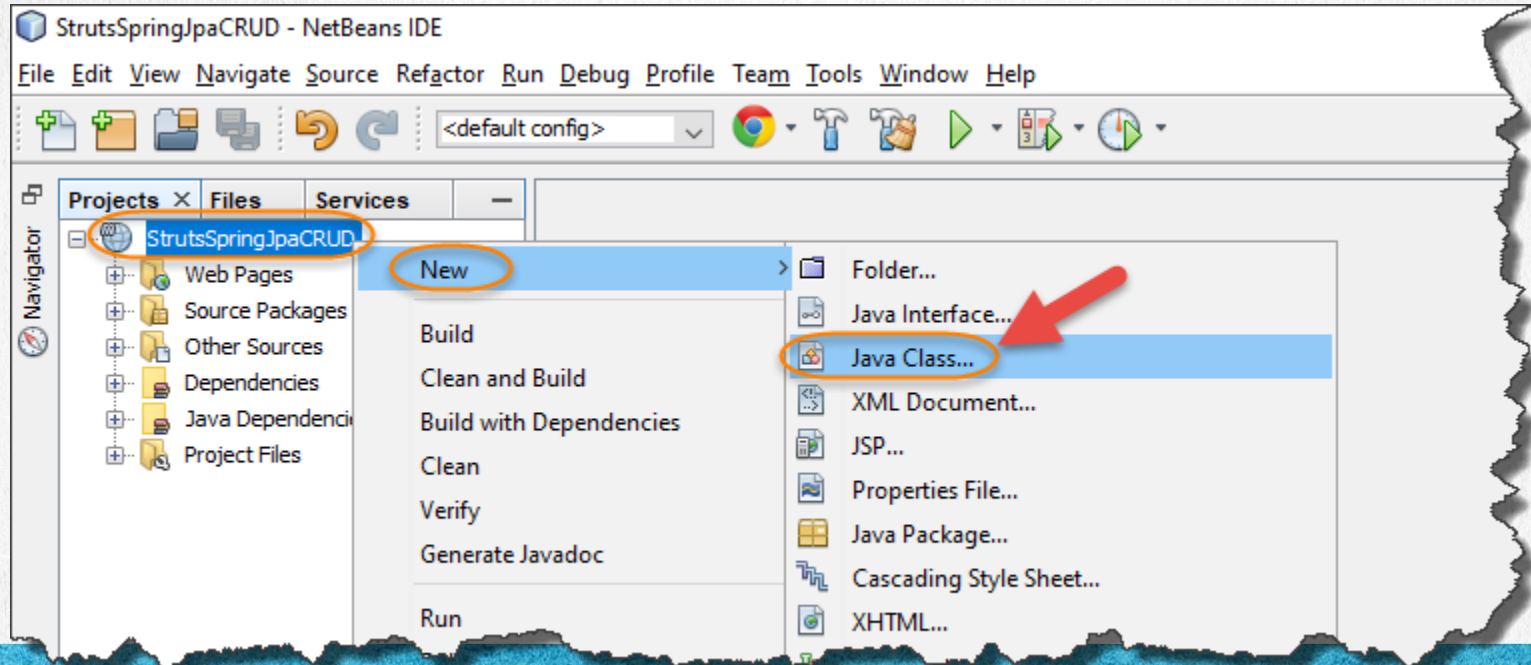 StrutsSpringJpaCRUD - NetBeans IDE
File Edit View Navigate Source Refactor Run Debug Profile Team Tools Window Help
<default config>
Projects Files Services
Navigator
StrutsSpringJpaCRUD
Web Pages
Source Packages
Other Sources
Dependencies
Java Dependenci
Project Files
New
Build
Clean and Build
Build with Dependencies
Clean
Verify
Generate Javadoc
Run
Folder...
Java Interface...
Java Class...
XML Document...
JSP...
Properties File...
Java Package...
Cascading Style Sheet...
XHTML...